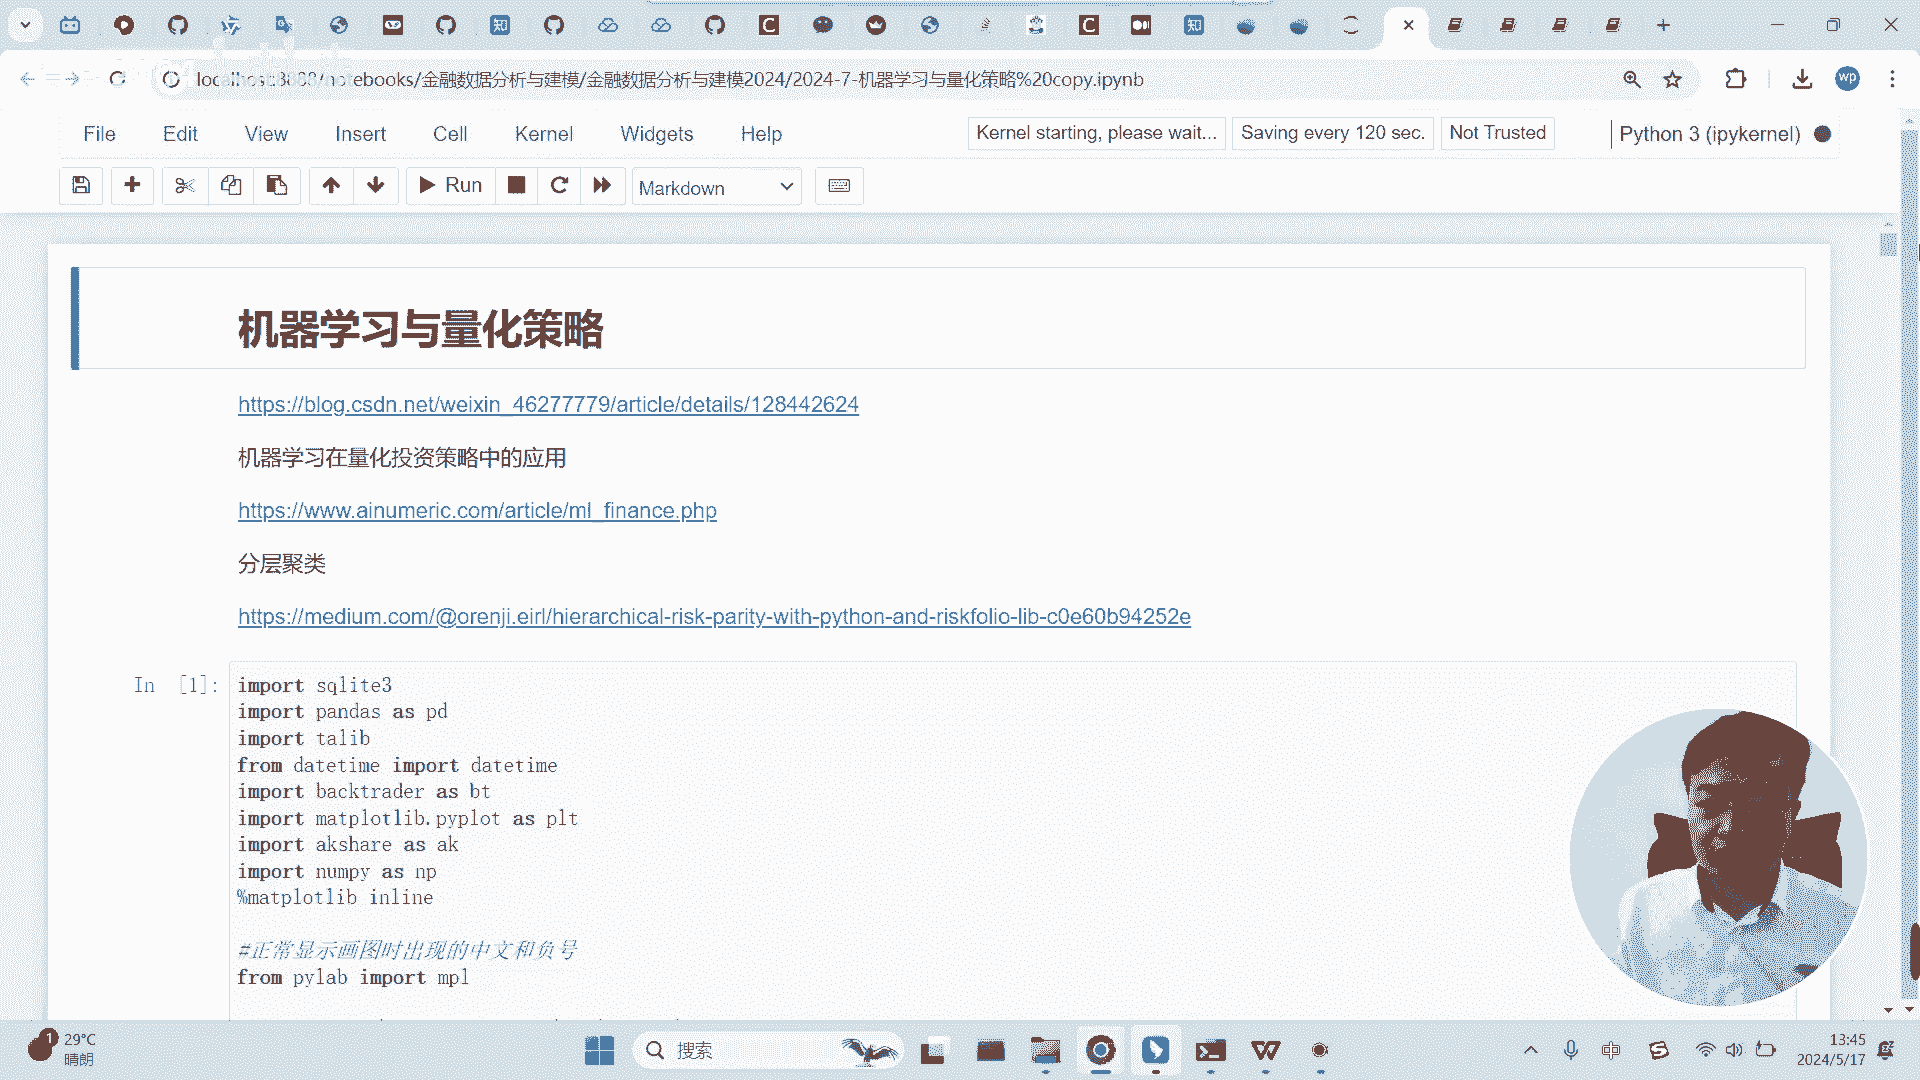 localhost:8888/notebooks/金融数据分析与建模/金融数据分析与建模2024/2024-7-机器学习与量化策略%20copy.ipynb
wp
File Edit View Insert Cell Kernel Widgets Help
Kernel starting, please wait... Saving every 120 sec. Not Trusted Python 3 (ipykernel)
Run Markdown
机器学习与量化策略
https://blog.csdn.net/weixin_46277779/article/details/128442624
机器学习在量化投资策略中的应用
https://www.ainumeric.com/article/ml_finance.php
分层聚类
https://medium.com/@orenji.eirl/hierarchical-risk-parity-with-python-and-riskfolio-lib-c0e60b94252e
In [1]:
import sqlite3
import pandas as pd
import talib
from datetime import datetime
import backtrader as bt
import matplotlib.pyplot as plt
import akshare as ak
import numpy as np
%matplotlib inline
#正常显示画图时出现的中文和负号
from pylab import mpl
1
29°C
晴朗
搜索
中
13:45
2024/5/17